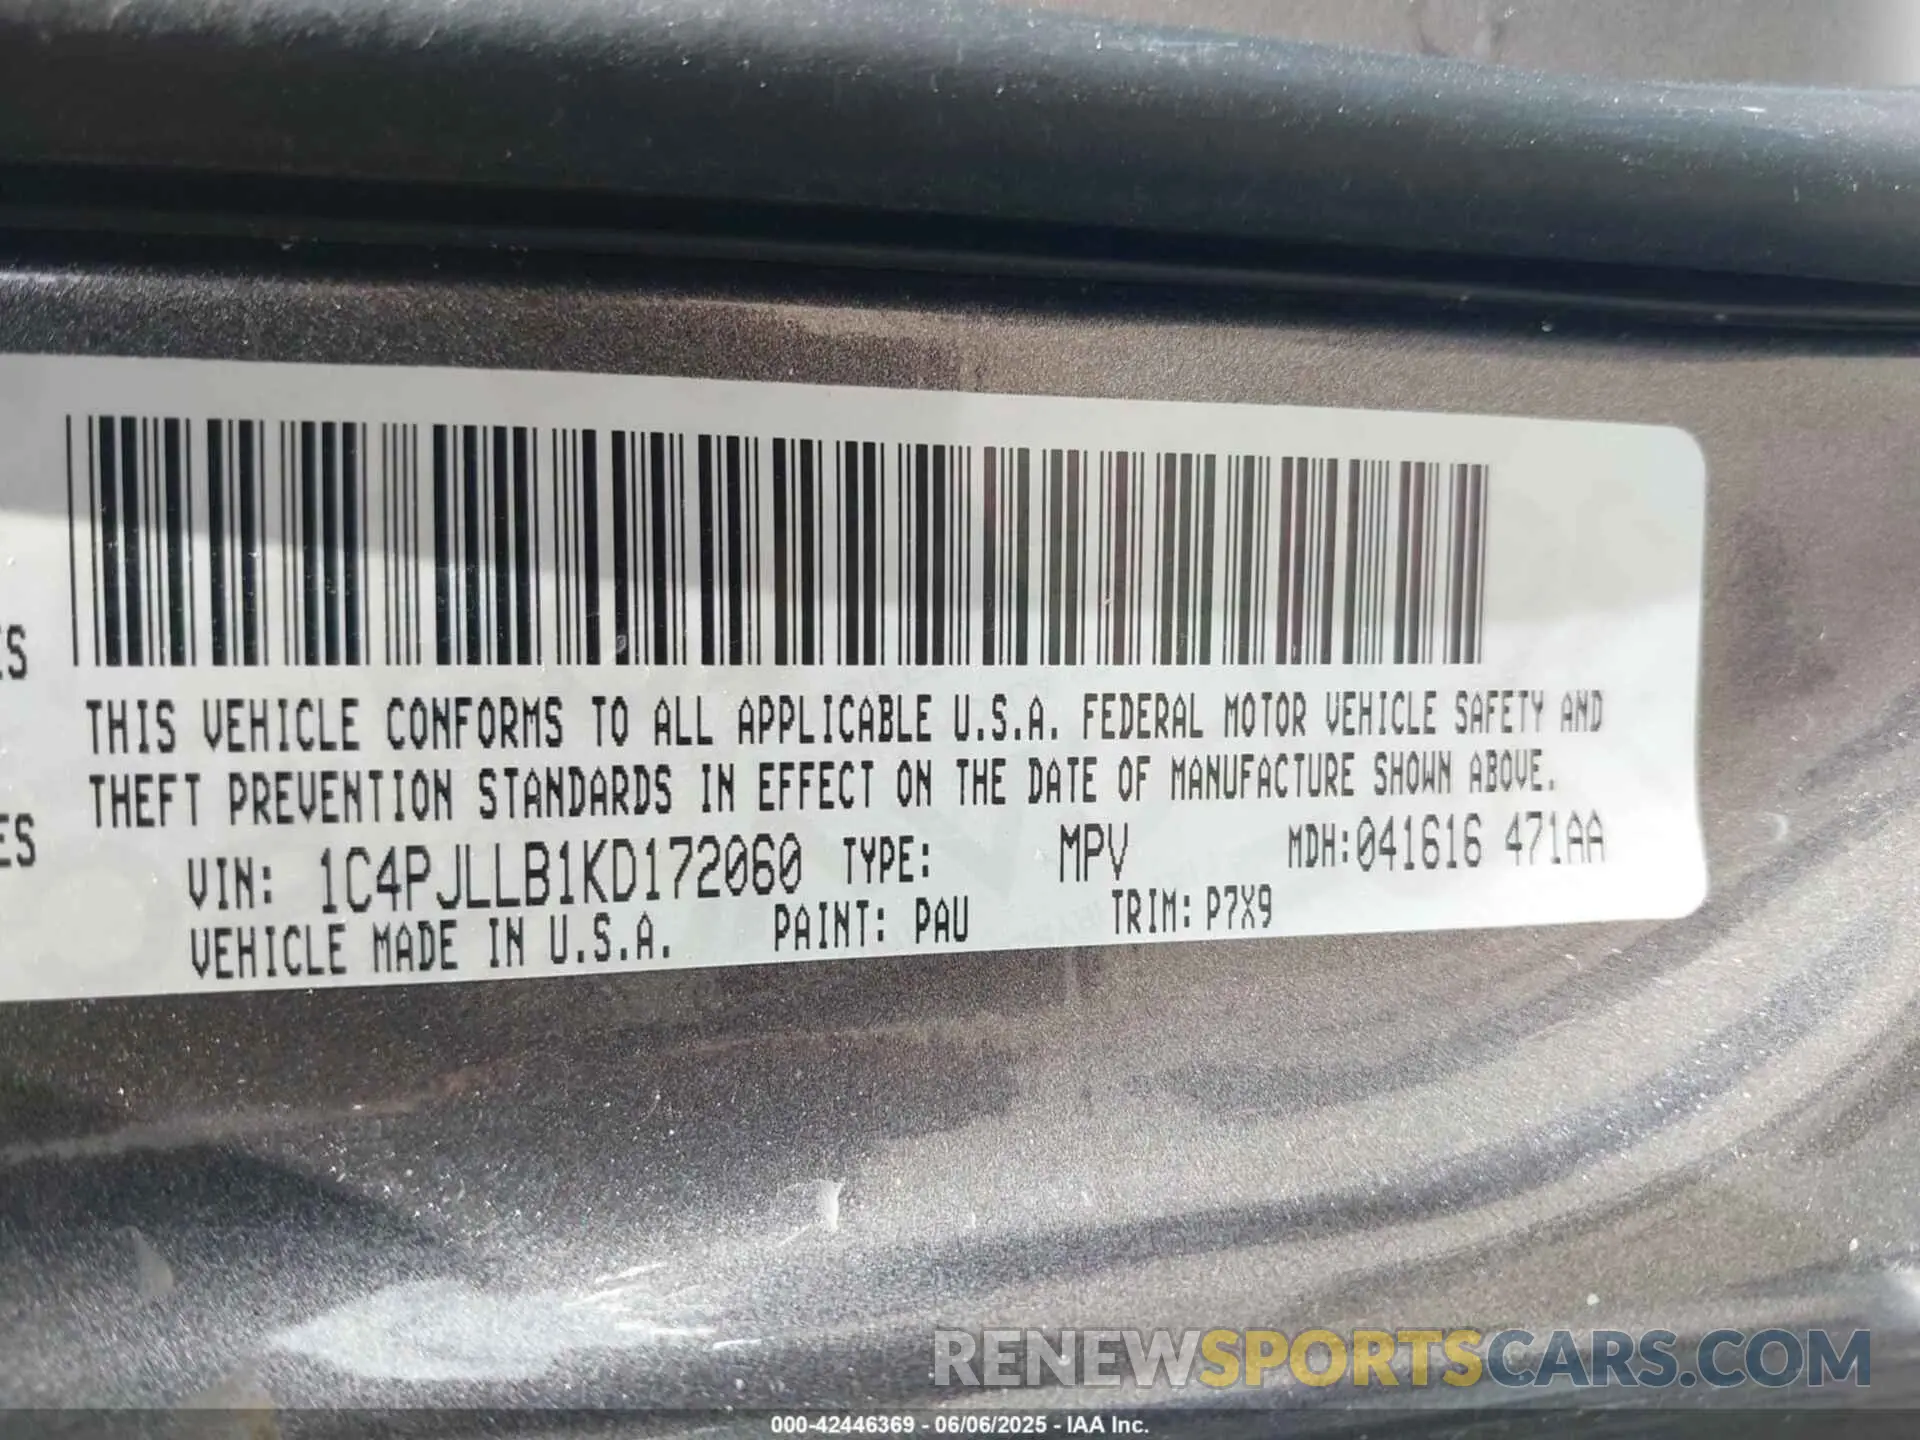 ES
THIS VEHICLE CONFORMS TO ALL APPLICABLE U.S.A. FEDERAL MOTOR VEHICLE SAFETY AND
THEFT PREVENTION STANDARDS IN EFFECT ON THE DATE OF MANUFACTURE SHOWN ABOVE.
ES
VIN: 1C4PJLLB1KD172060 TYPE: MPV MDH:041616 471AA
VEHICLE MADE IN U.S.A. PAINT: PAU TRIM: P7X9
RENEWSPORTSCARS.COM
000-42446369 - 06/06/2025 - IAA Inc.